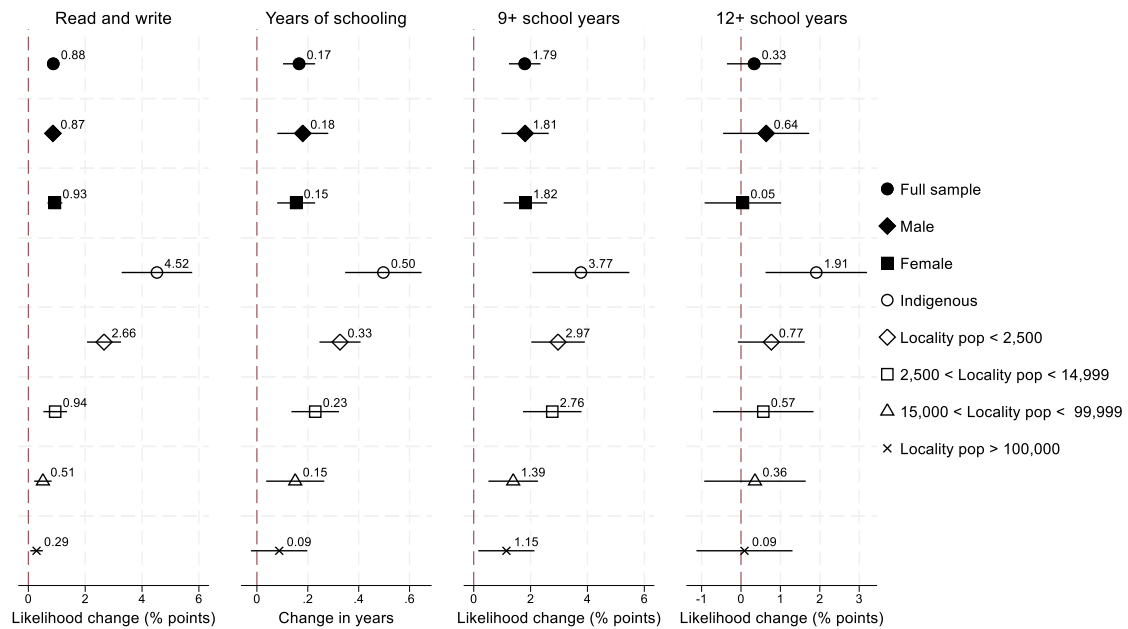 Read and write Years of schooling 9+ school years 12+ school years
0.88 0.17 1.79 0.33
0.87 0.18 1.81 0.64
0.93 0.15 1.82 0.05
4.52 0.50 3.77 1.91
2.66 0.33 2.97 0.77
0.94 0.23 2.76 0.57
0.51 0.15 1.39 0.36
0.29 0.09 1.15 0.09
0 2 4 6 0 .2 .4 .6 0 2 4 6 -1 0 1 2 3
Likelihood change (% points) Change in years Likelihood change (% points) Likelihood change (% points)
Full sample
Male
Female
Indigenous
Locality pop < 2,500
2,500 < Locality pop < 14,999
15,000 < Locality pop < 99,999
Locality pop > 100,000